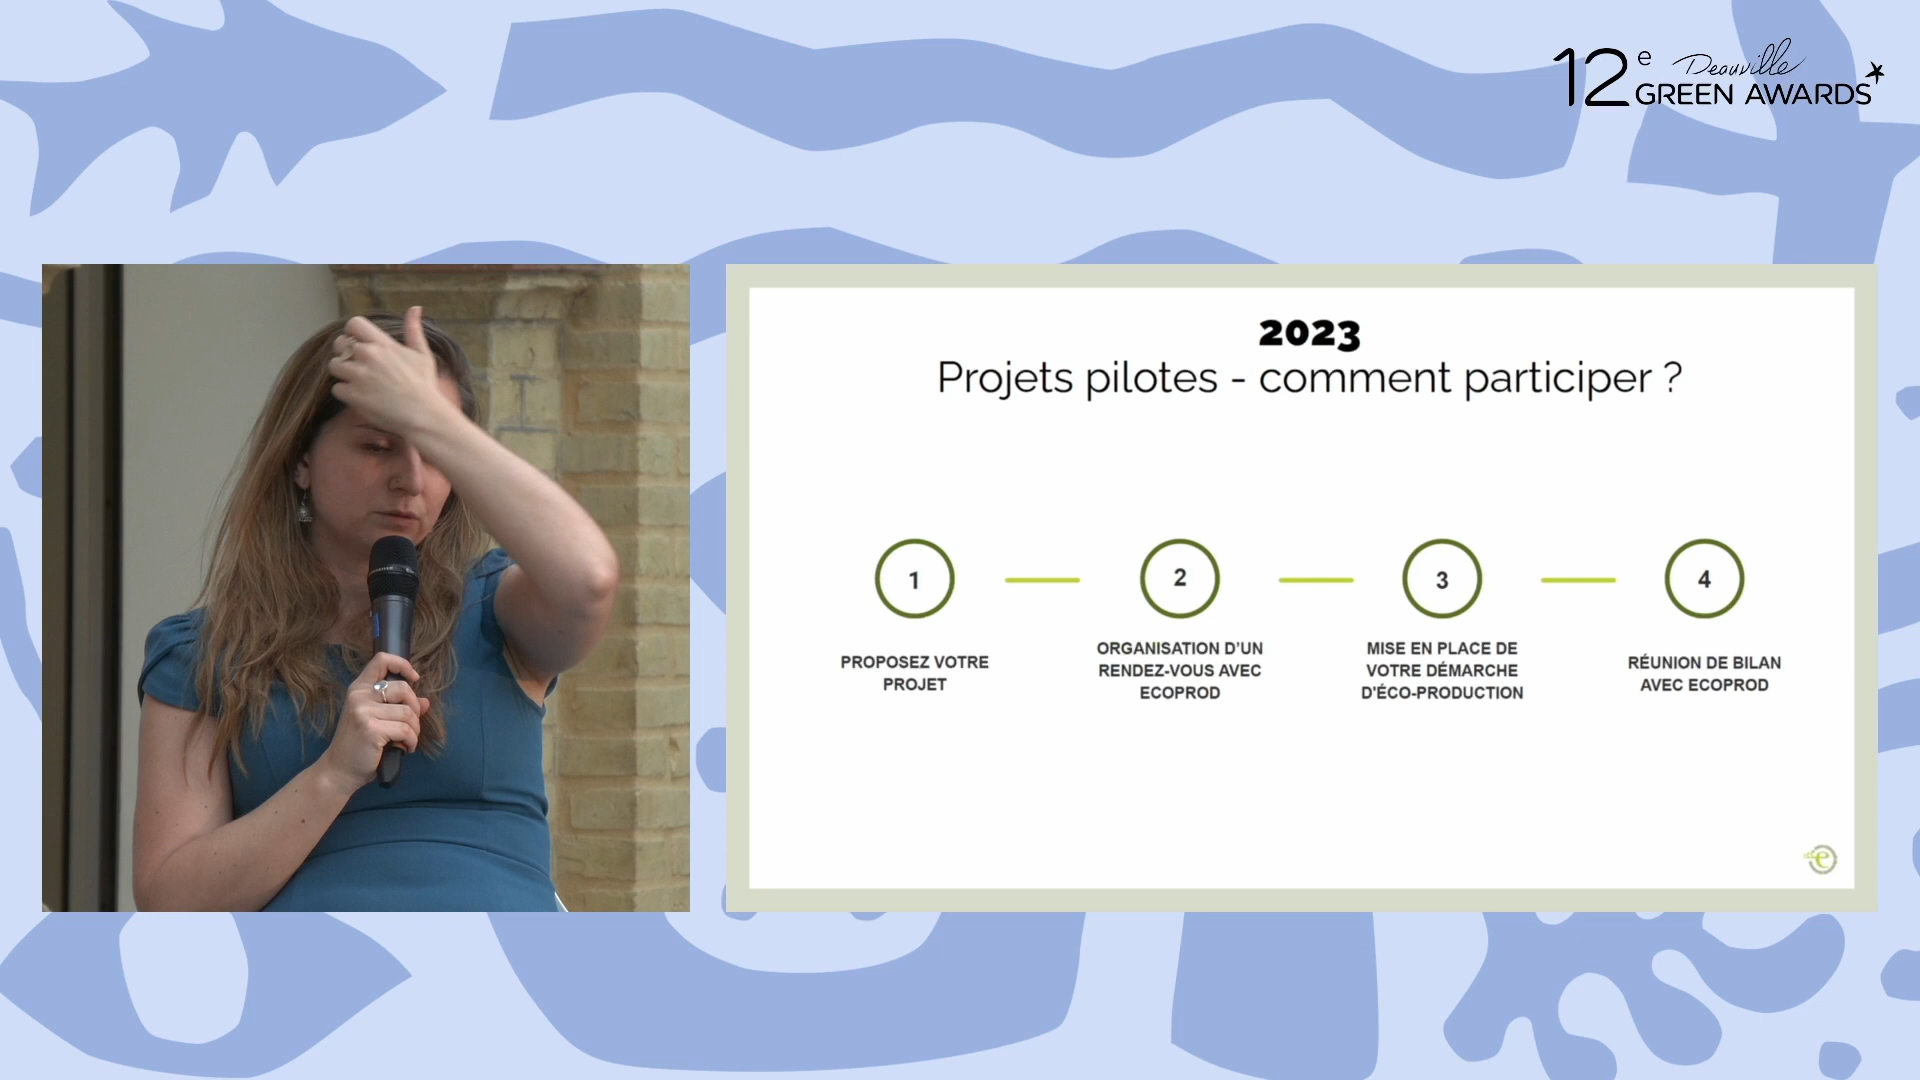 12e Deauville
GREEN AWARDS
2023
Projets pilotes - comment participer ?
1
2
3
4
PROPOSEZ VOTRE
PROJET
ORGANISATION D'UN
RENDEZ-VOUS AVEC
ECOPROD
MISE EN PLACE DE
VOTRE DÉMARCHE
D'ÉCO-PRODUCTION
RÉUNION DE BILAN
AVEC ECOPROD
e